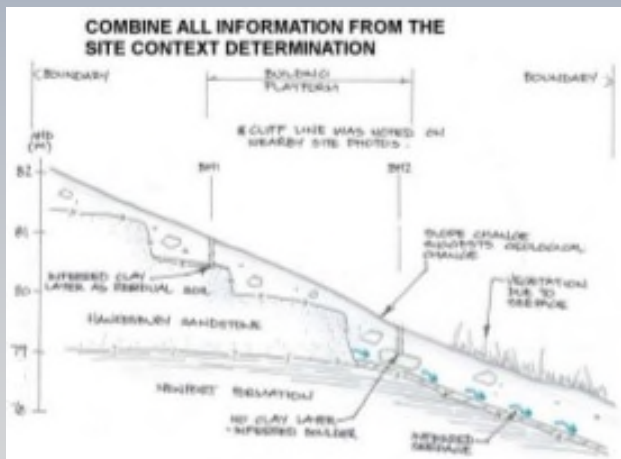 COMBINE ALL INFORMATION FROM THE
SITE CONTEXT DETERMINATION
BOUNDARY
BUILDING
PLATFORM
BOUNDARY
CLIFF LINE WAS NOTED ON
NEARBY SITE PHOTOS.
(m)
BH1
BH2
82
81
80
79
SLOPE CHANGE
SUGGESTS GEOLOGICAL
CHANGE
VEGETATION
DUE TO
SEEPAGE
INFERRED CLAY
LAYER AS RESIDUAL SOIL
HAWKESBURY SANDSTONE
NEWPORT FORMATION
NO CLAY LAYER
- INFERRED BOULDER
INFERRED
SEEPAGE